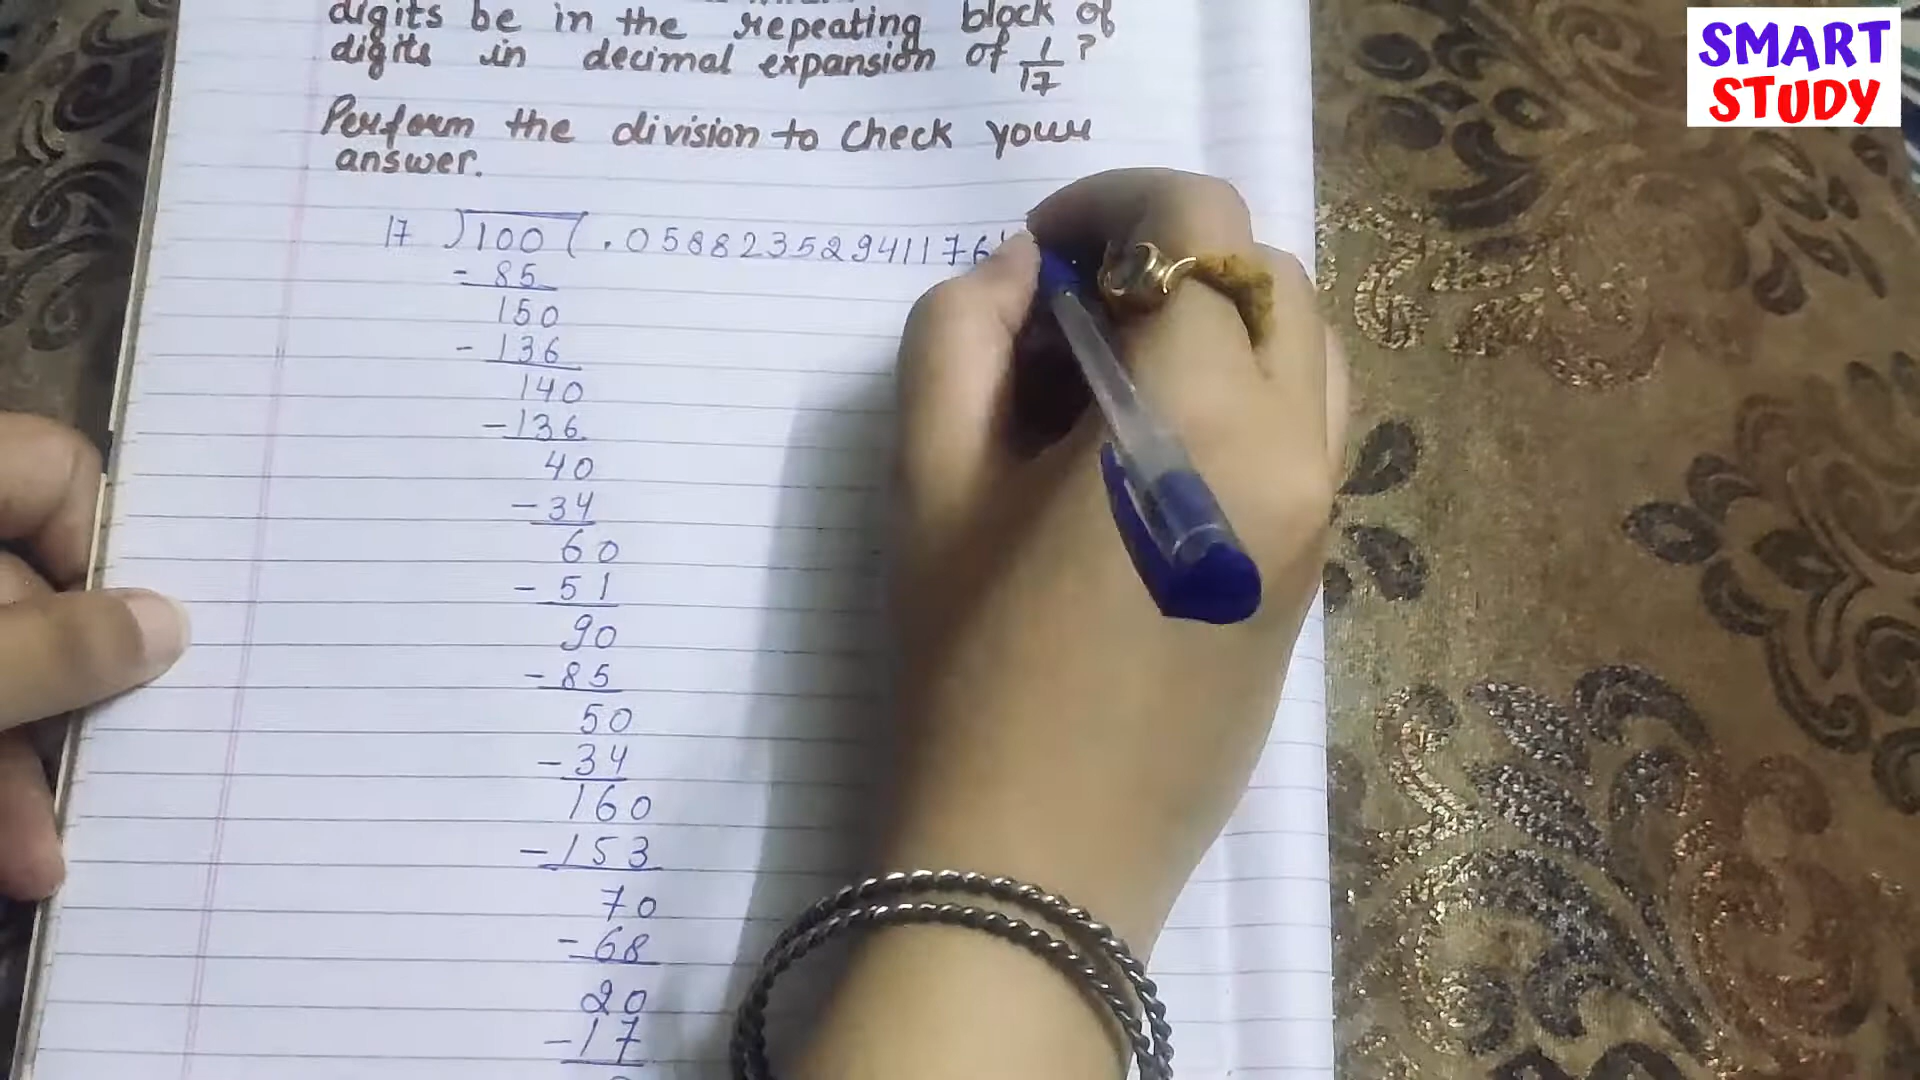 digits be in the repeating block of
digits in decimal expansion of 1/17 ?
Perform the division to check your
answer.
17 )100( .05882352941176
- 85
150
- 136
140
- 136
40
- 34
60
- 51
90
- 85
50
- 34
160
- 153
70
- 68
20
- 17
SMART
STUDY